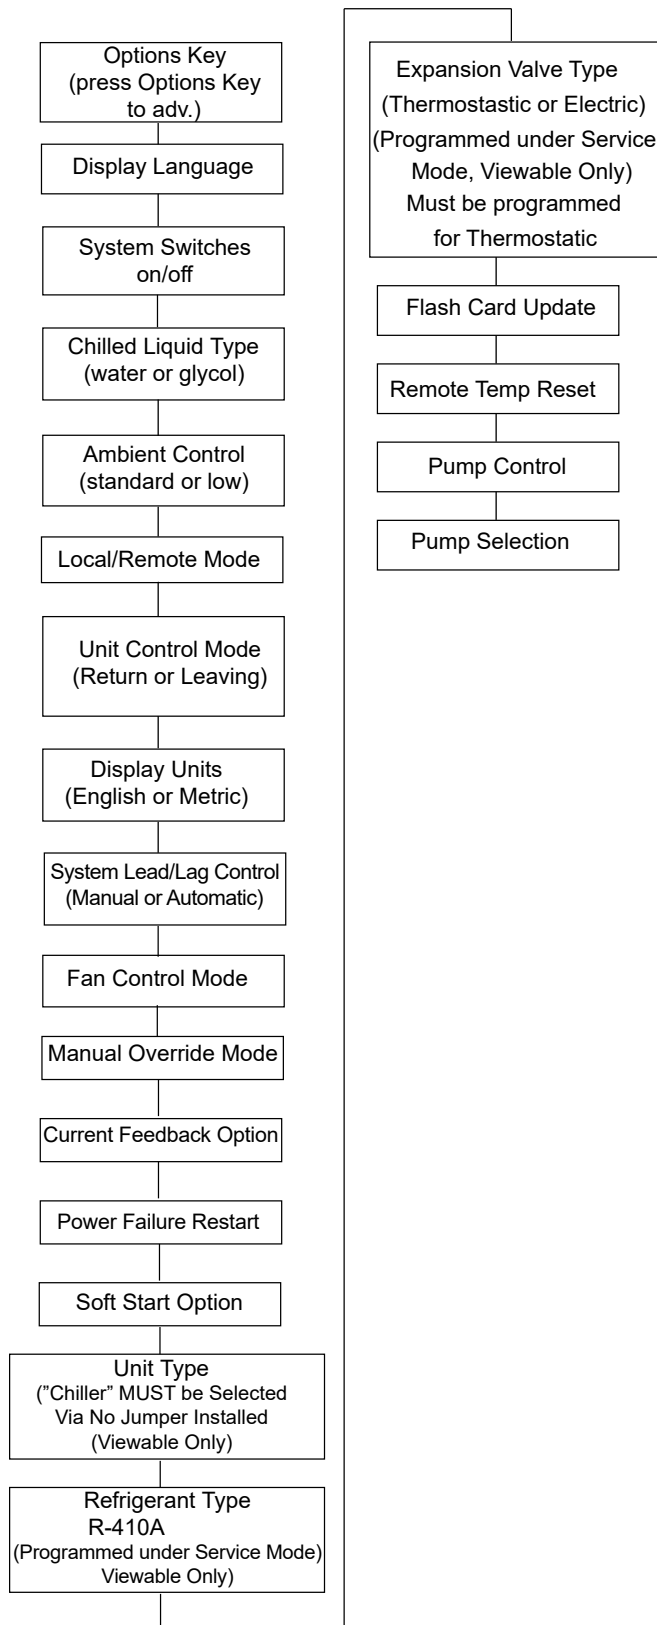 Options Key
(press Options Key
to adv.)
Display Language
System Switches
on/off
Chilled Liquid Type
(water or glycol)
Ambient Control
(standard or low)
Local/Remote Mode
Unit Control Mode
(Return or Leaving)
Display Units
(English or Metric)
System Lead/Lag Control
(Manual or Automatic)
Fan Control Mode
Manual Override Mode
Current Feedback Option
Power Failure Restart
Soft Start Option
Unit Type
(”Chiller” MUST be Selected
Via No Jumper Installed
(Viewable Only)
Refrigerant Type
R-410A
(Programmed under Service Mode)
Viewable Only)
Expansion Valve Type
(Thermostastic or Electric)
(Programmed under Service
Mode, Viewable Only)
Must be programmed
for Thermostatic
Flash Card Update
Remote Temp Reset
Pump Control
Pump Selection